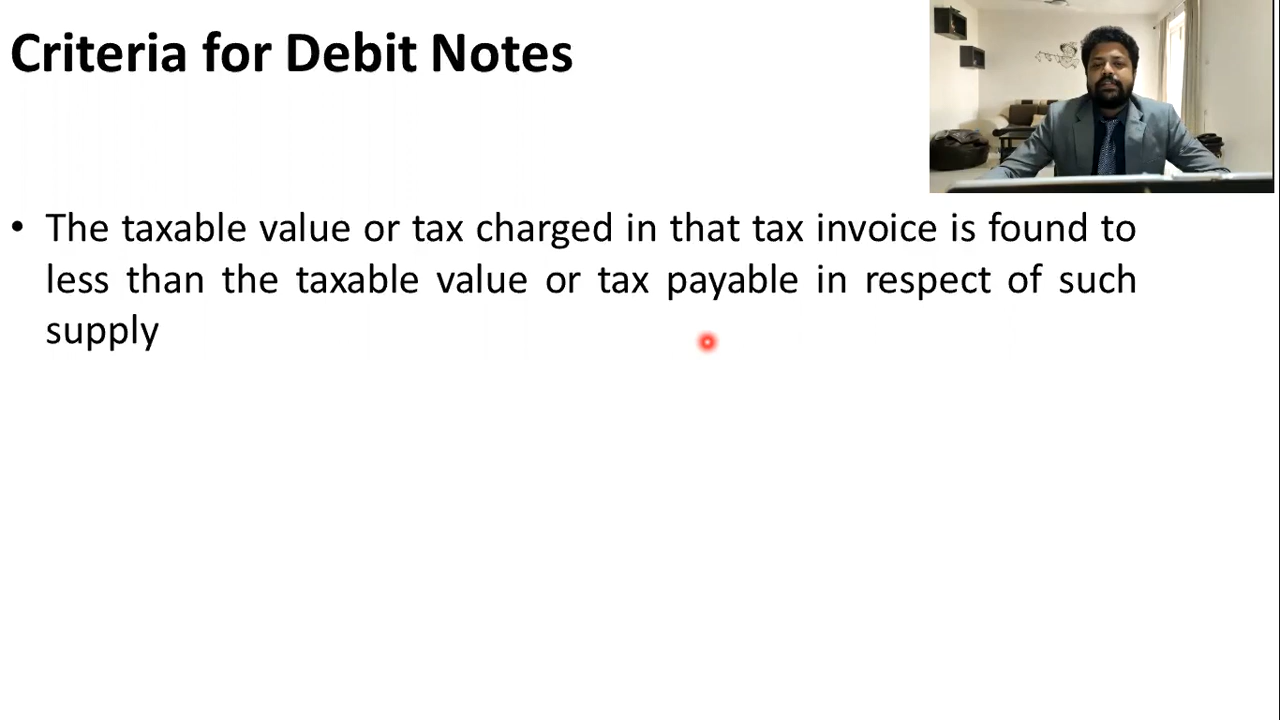 Criteria for Debit Notes
• The taxable value or tax charged in that tax invoice is found to
less than the taxable value or tax payable in respect of such
supply